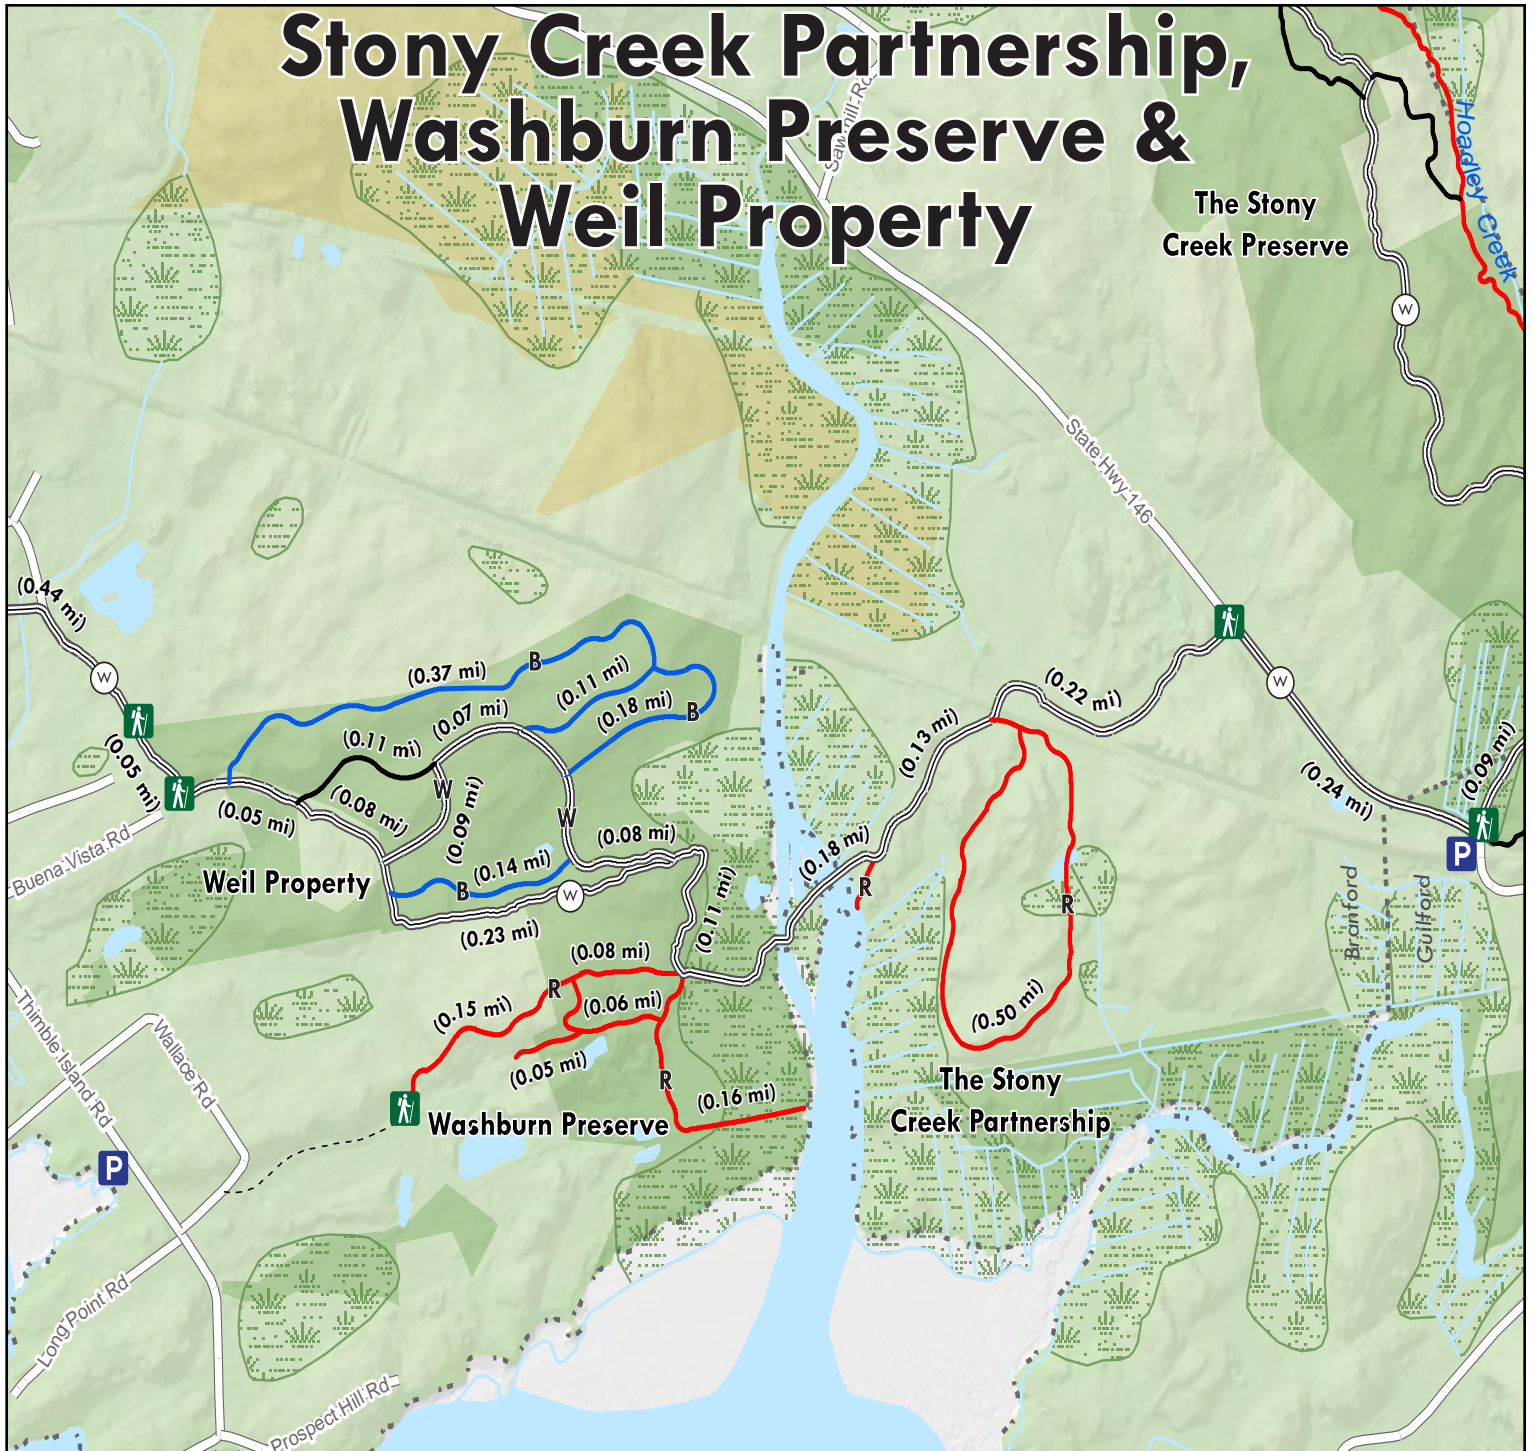 Stony Creek Partnership,
Washburn Preserve &
Weil Property
Sawmill Rd
Hoadley Creek
The Stony
Creek Preserve
W
State Hwy 146
(0.44 mi)
W
(0.05 mi)
(0.37 mi)
B
(0.11 mi)
(0.18 mi)
B
(0.07 mi)
(0.11 mi)
(0.22 mi)
W
(0.13 mi)
(0.09 mi)
(0.24 mi)
P
(0.05 mi)
(0.08 mi)
W
(0.09 mi)
W
(0.08 mi)
(0.18 mi)
Buena Vista Rd
Weil Property
B
(0.14 mi)
W
R
R
(0.23 mi)
(0.11 mi)
Branford
Guilford
(0.08 mi)
R
(0.15 mi)
(0.06 mi)
(0.50 mi)
(0.05 mi)
Thimble Island Rd
Wallace Rd
R
(0.16 mi)
The Stony
Creek Partnership
Washburn Preserve
P
Long Point Rd
Prospect Hill Rd